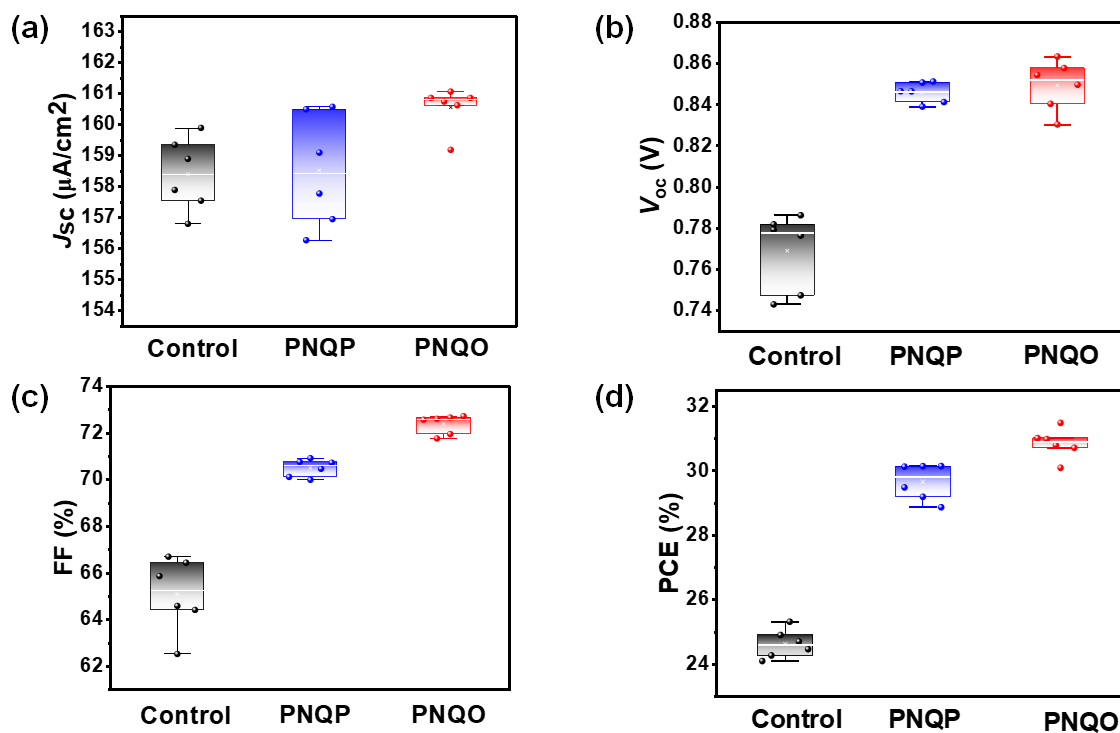 (a)
163
162
161
160
159
158
157
156
155
154
Jsc (μA/cm2)
Control PNQP PNQO
(b)
0.88
0.86
0.84
0.82
0.80
0.78
0.76
0.74
Voc (V)
Control PNQP PNQO
(c)
74
72
70
68
66
64
62
FF (%)
Control PNQP PNQO
(d)
32
30
28
26
24
PCE (%)
Control PNQP PNQO